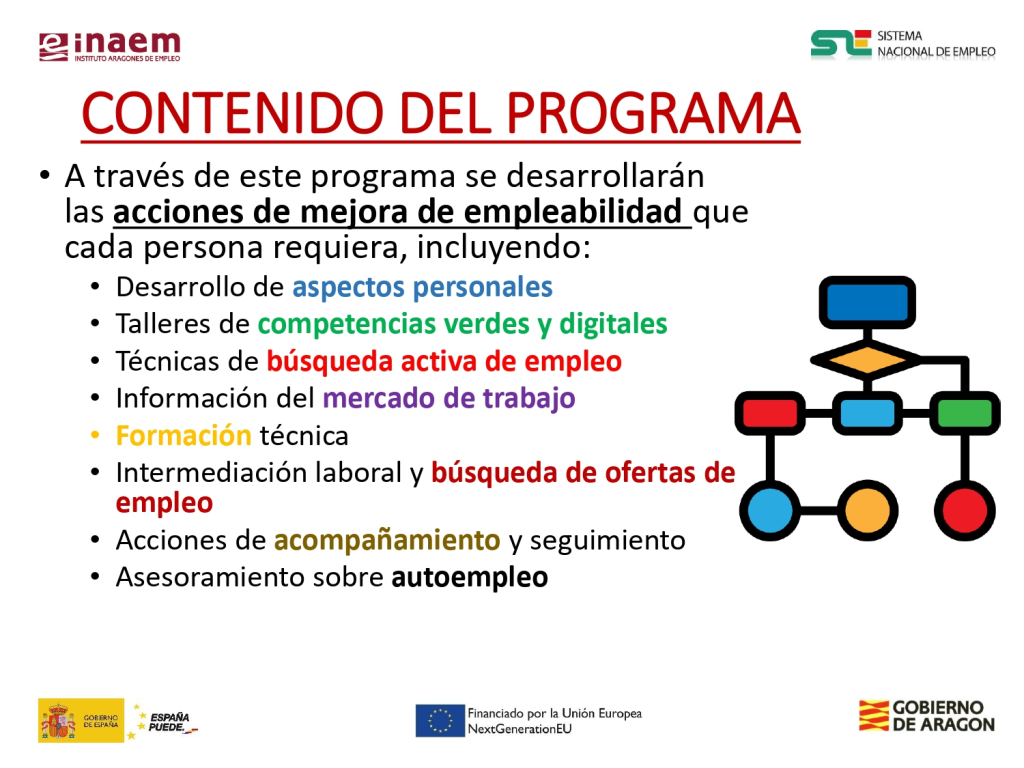 inaem
INSTITUTO ARAGONES DE EMPLEO
SISTEMA
NACIONAL DE EMPLEO
CONTENIDO DEL PROGRAMA
• A través de este programa se desarrollarán
las acciones de mejora de empleabilidad que
cada persona requiera, incluyendo:
• Desarrollo de aspectos personales
• Talleres de competencias verdes y digitales
• Técnicas de búsqueda activa de empleo
• Información del mercado de trabajo
• Formación técnica
• Intermediación laboral y búsqueda de ofertas de
empleo
• Acciones de acompañamiento y seguimiento
• Asesoramiento sobre autoempleo
GOBIERNO
DE ESPAÑA
ESPAÑA
PUEDE.
Financiado por la Unión Europea
NextGenerationEU
GOBIERNO
DE ARAGON